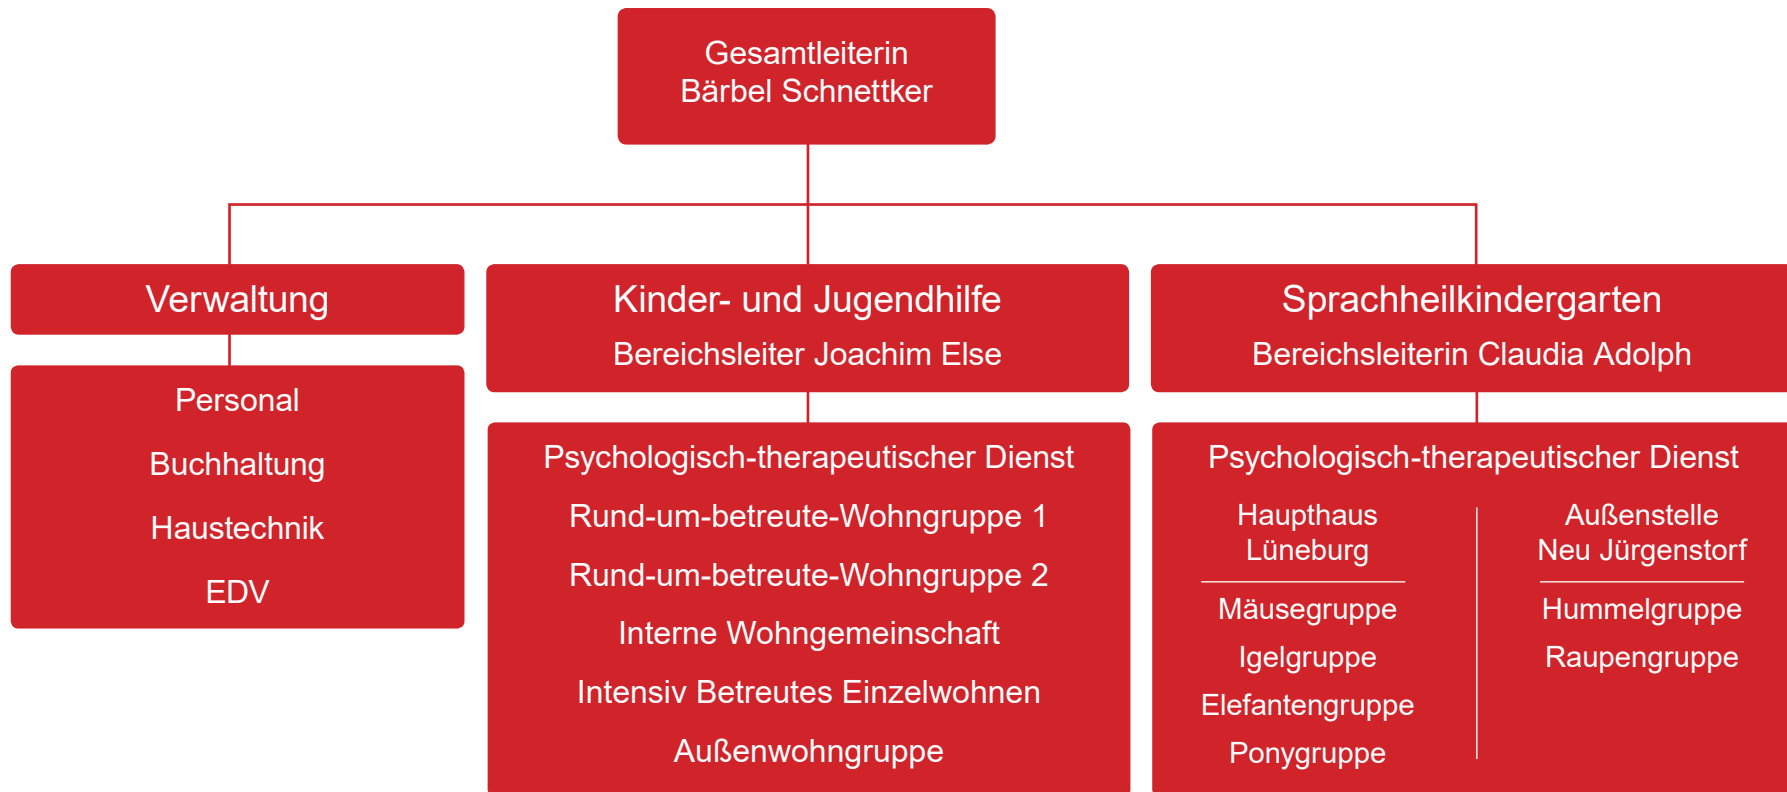 Gesamtleiterin
Bärbel Schnettker
Verwaltung
Personal
Buchhaltung
Haustechnik
EDV
Kinder- und Jugendhilfe
Bereichsleiter Joachim Else
Psychologisch-therapeutischer Dienst
Rund-um-betreute-Wohngruppe 1
Rund-um-betreute-Wohngruppe 2
Interne Wohngemeinschaft
Intensiv Betreutes Einzelwohnen
Außenwohngruppe
Sprachheilkindergarten
Bereichsleiterin Claudia Adolph
Psychologisch-therapeutischer Dienst
Haupthaus
Lüneburg
Mäusegruppe
Igelgruppe
Elefantengruppe
Ponygruppe
Außenstelle
Neu Jürgenstorf
Hummelgruppe
Raupengruppe